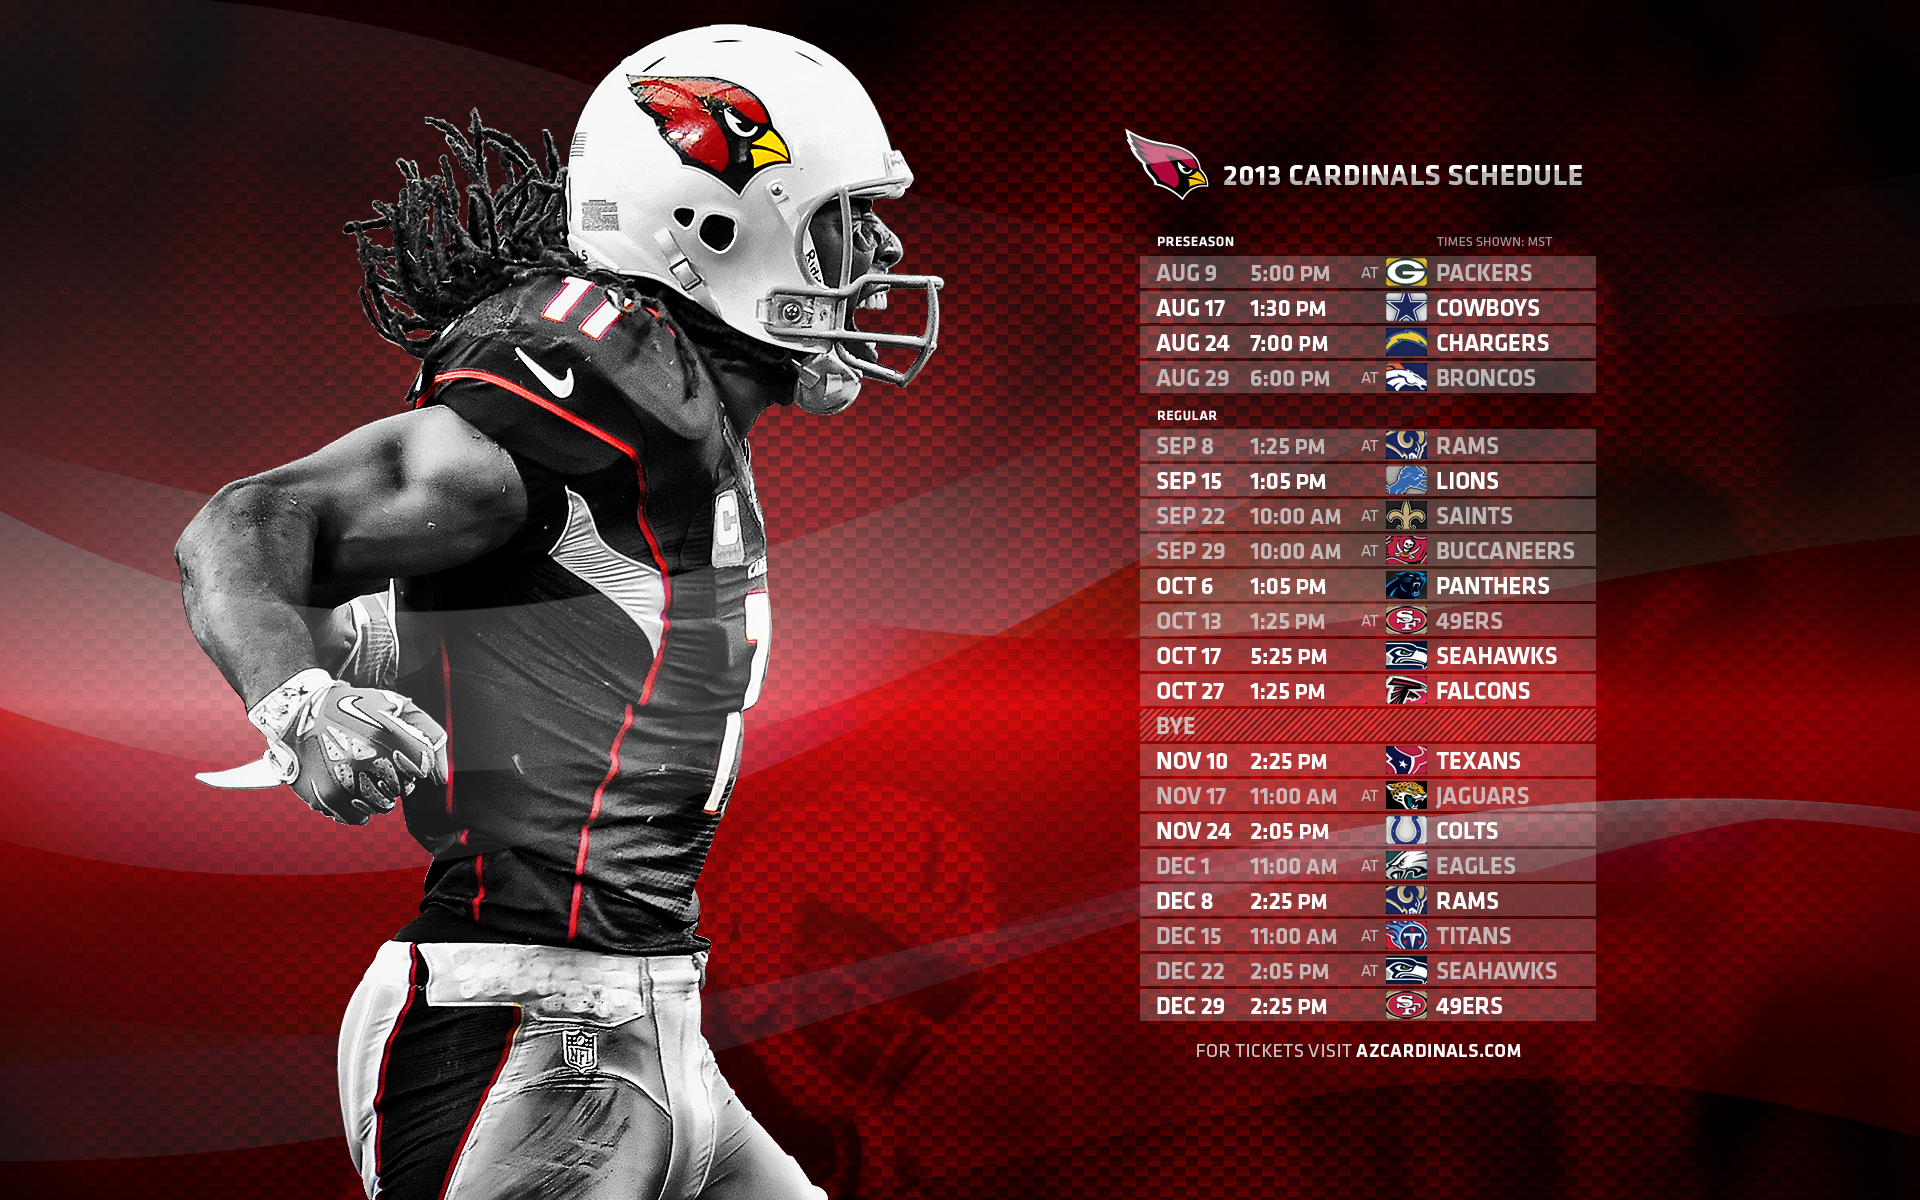 2013 CARDINALS SCHEDULE
PRESEASON TIMES SHOWN: MST
AUG 9 5:00 PM AT G PACKERS
AUG 17 1:30 PM COWBOYS
AUG 24 7:00 PM CHARGERS
AUG 29 6:00 PM AT BRONCOS
REGULAR
SEP 8 1:25 PM AT RAMS
SEP 15 1:05 PM LIONS
SEP 22 10:00 AM AT SAINTS
SEP 29 10:00 AM AT BUCCANEERS
OCT 6 1:05 PM PANTHERS
OCT 13 1:25 PM AT SF 49ERS
OCT 17 5:25 PM SEAHAWKS
OCT 27 1:25 PM FALCONS
BYE
NOV 10 2:25 PM TEXANS
NOV 17 11:00 AM AT JAGUARS
NOV 24 2:05 PM COLTS
DEC 1 11:00 AM AT EAGLES
DEC 8 2:25 PM RAMS
DEC 15 11:00 AM AT T TITANS
DEC 22 2:05 PM AT SEAHAWKS
DEC 29 2:25 PM SF 49ERS
FOR TICKETS VISIT AZCARDINALS.COM
11
C
NFL